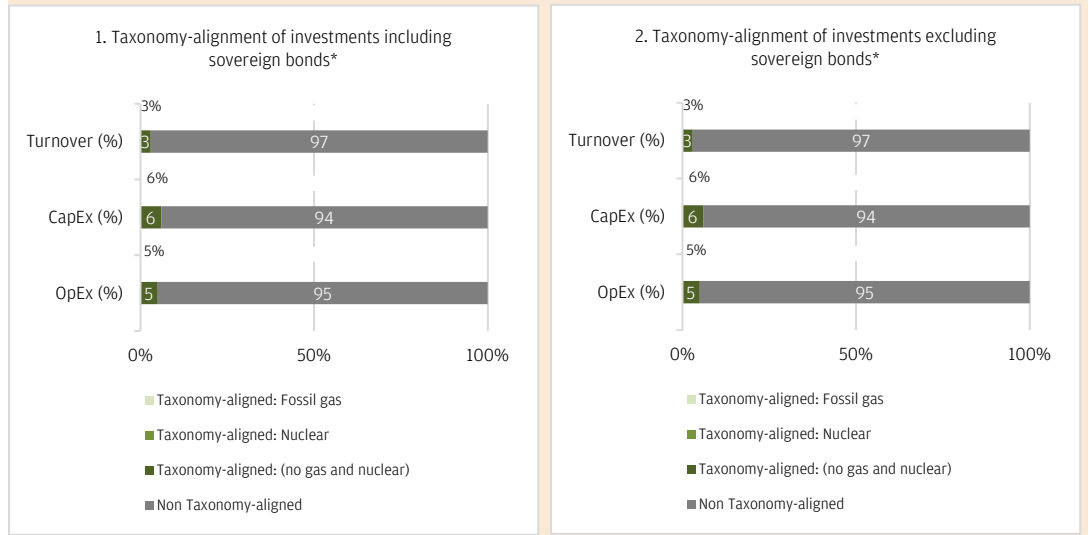 1. Taxonomy-alignment of investments including
sovereign bonds*
3%
Turnover (%)
3
97
6%
CapEx (%)
6
94
5%
OpEx (%)
5
95
0%
50%
100%
Taxonomy-aligned: Fossil gas
Taxonomy-aligned: Nuclear
Taxonomy-aligned: (no gas and nuclear)
Non Taxonomy-aligned
2. Taxonomy-alignment of investments excluding
sovereign bonds*
3%
Turnover (%)
3
97
6%
CapEx (%)
6
94
5%
OpEx (%)
5
95
0%
50%
100%
Taxonomy-aligned: Fossil gas
Taxonomy-aligned: Nuclear
Taxonomy-aligned: (no gas and nuclear)
Non Taxonomy-aligned